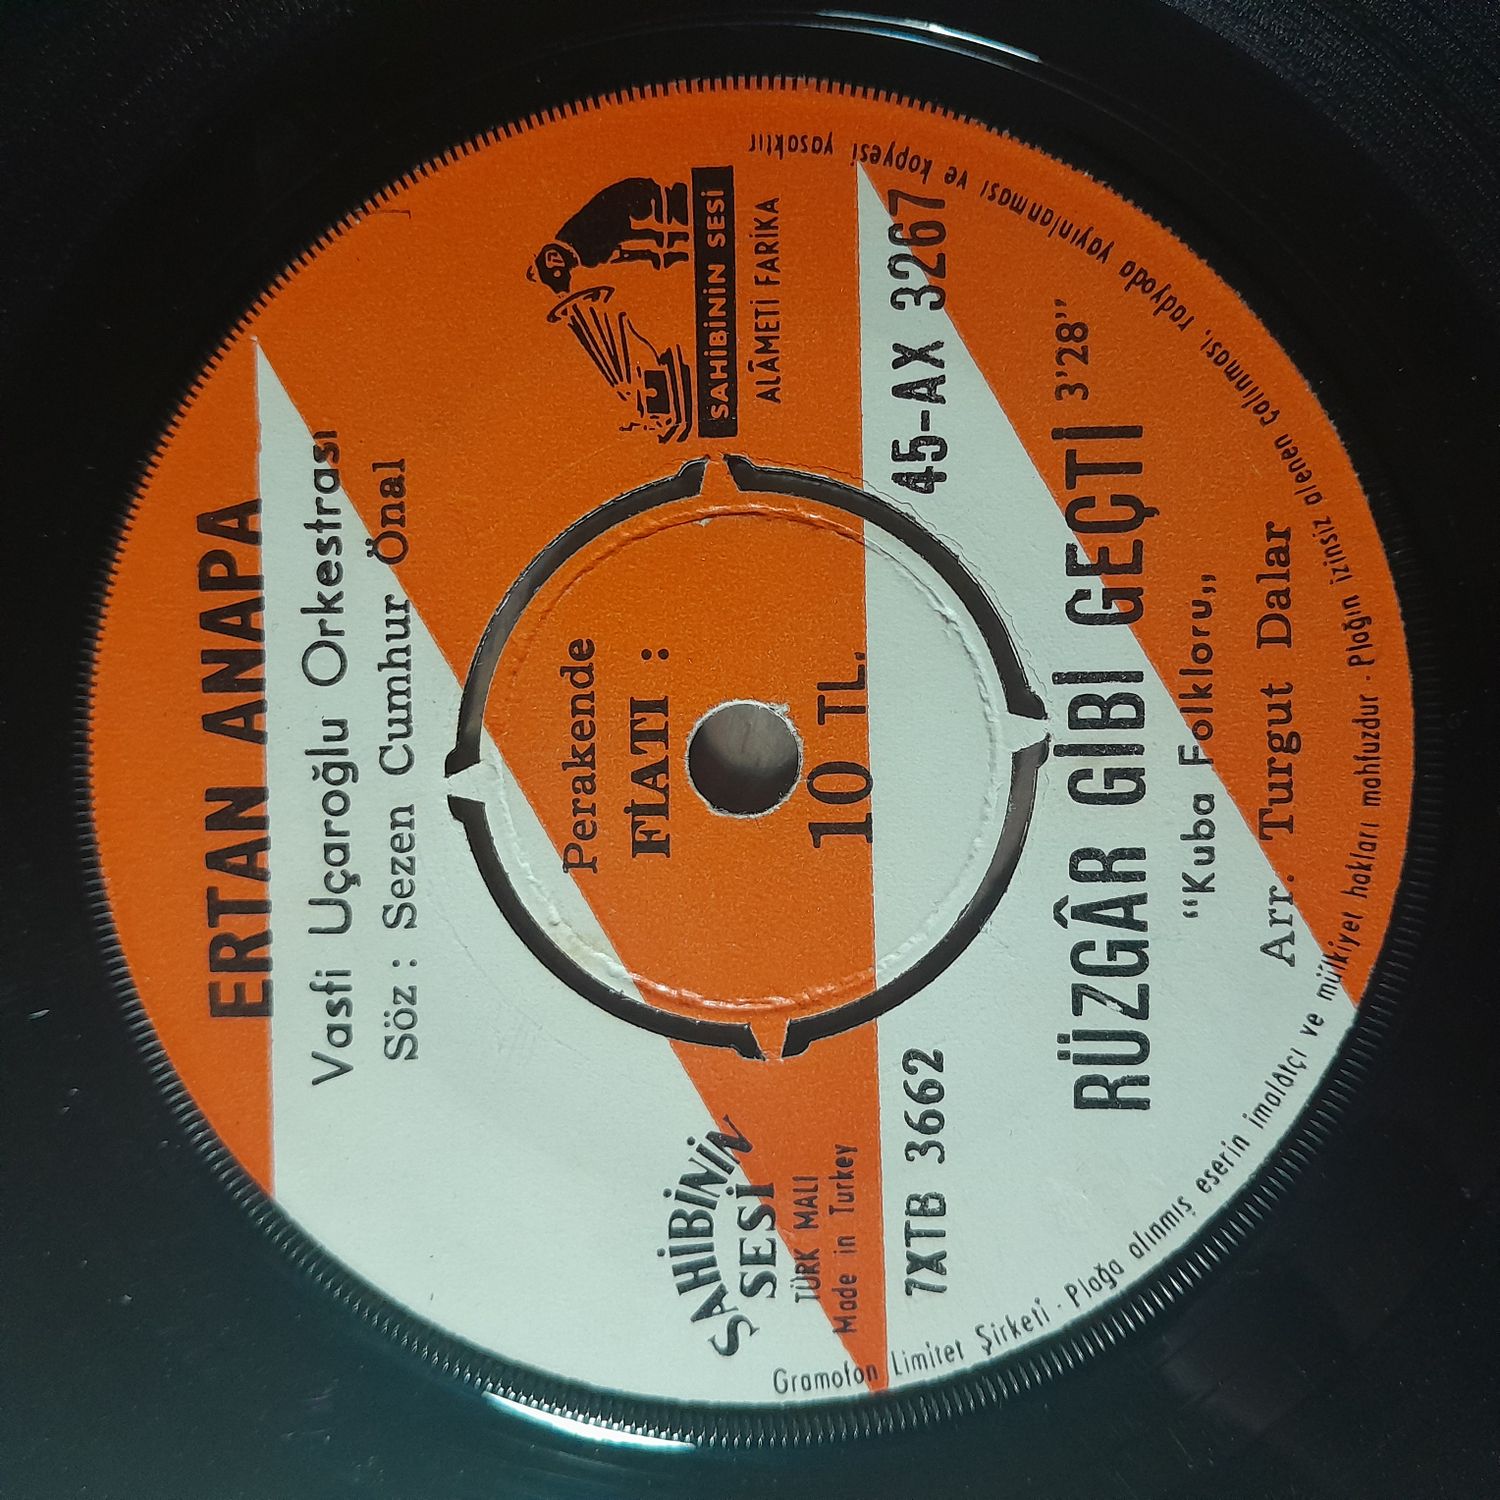 ERTAN ANAPA
Vasfi Uçaroğlu Orkestrası
Söz : Sezen Cumhur Önal
SAHİBİNİN
SESİ
TÜRK MALI
Made in Turkey
Perakende
FİATI :
10 TL.
SAHİBİNİN SESİ
ALÂMETİ FARİKA
7XTB 3662
45-AX 3267
RÜZGÂR GİBİ GEÇTİ 3'28"
"Kuba Folkloru,,
Arr. Turgut Dalar
Gramofon Limitet Şirketi - Plağa alınmış eserin imalâtçı ve mülkiyet hakları mahfuzdur - Plağın izinsiz alenen çalınması, radyoda yayınlanması ve kopyesi yasaktır